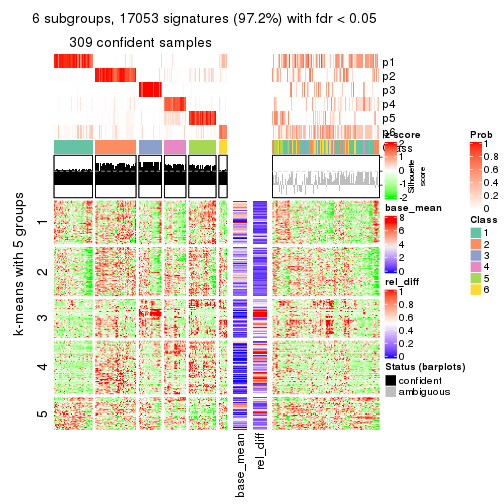 6 subgroups, 17053 signatures (97.2%) with fdr < 0.05
309 confident samples
p1
p2
p3
p4
p5
p6
z score
Class
2
1
0
-1
-2
Silhouette
score
Prob
1
0.8
0.6
0.4
0.2
0
base_mean
8
6
4
2
0
Class
1
2
3
4
5
6
rel_diff
1
0.8
0.6
0.4
0.2
0
Status (barplots)
confident
ambiguous
k-means with 5 groups
1
2
3
4
5
base_mean
rel_diff